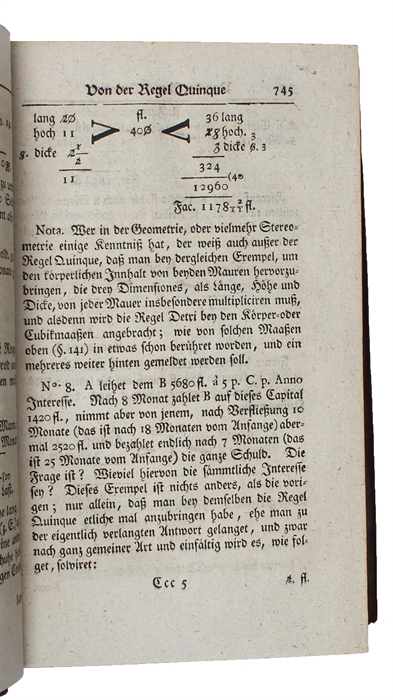 Von der Regel Quinque 745
lang 20 fl. 36 lang
hoch 11 > 400 < 28 hoch. 3
8. dicke 3 dicke 8. 3
11 324
(40
12960
Fac. 1178 2/11 fl.
Nota. Wer in der Geometrie, oder vielmehr Stereo-
metrie einige Kenntniß hat, der weiß auch außer der
Regel Quinque, daß man bey dergleichen Exempel, um
den körperlichen Innhalt von beyden Mauren hervorzu-
bringen, die drey Dimensiones, als Länge, Höhe und
Dicke, von jeder Mauer insbesondere multipliciren muß,
und alsdenn wird die Regel Detri bey den Körper-oder
Cubikmaaßen angebracht; wie von solchen Maaßen
oben (§. 141) in etwas schon berühret worden, und ein
mehreres weiter hinten gemeldet werden soll.
No. 8. A leihet dem B 5680 fl. à 5 p. C. p. Anno
Interesse. Nach 8 Monat zahlet B auf dieses Capital
1420 fl., nimmt aber von jenem, nach Verfließung 10
Monathe (das ist nach 18 Monaten vom Anfange) aber-
mal 2520 fl. und bezahlet endlich nach 7 Monaten (das
ist 25 Monate vom Anfange) die ganze Schuld. Die
Frage ist? Wieviel hiervon die sämmtliche Interesse
sey? Dieses Exempel ist nichts anders, als die vori-
gen; nur allein, daß man bey demselben die Regel
Quinque etliche mal anzubringen habe, ehe man zu
der eigentlich verlangten Antwort gelanget, und zwar
nach ganz gemeiner Art und einfältig wird es, wie fol-
get, solviret:
Ccc 5 fl.